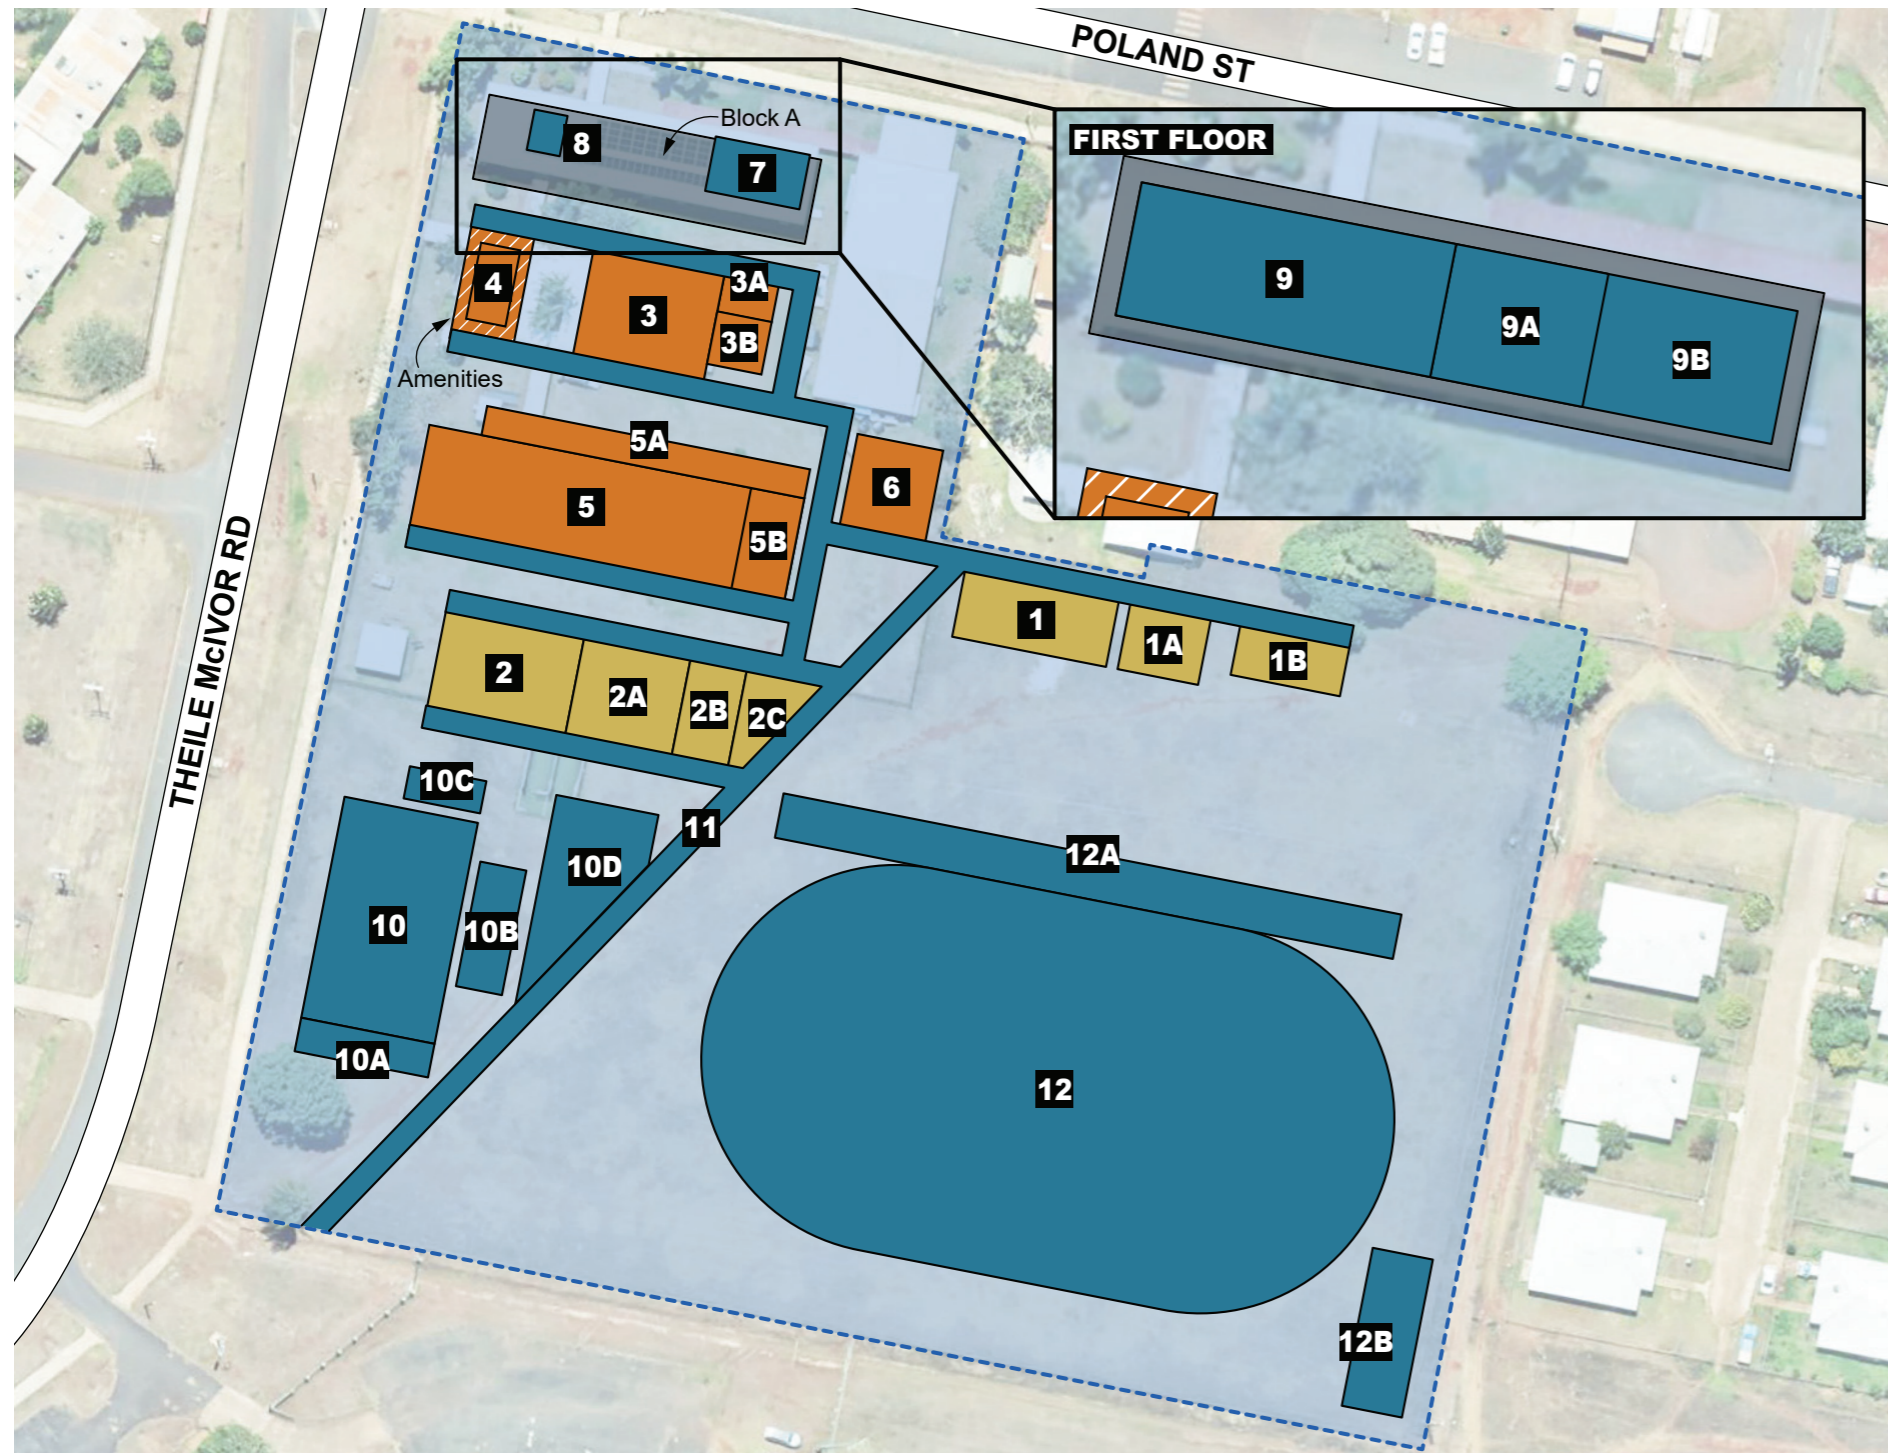 POLAND ST
FIRST FLOOR
Block A
8
7
9
9A
9B
4
3
3A
3B
Amenities
5A
5
5B
6
THEILE McIVOR RD
1
1A
1B
2
2A
2B
2C
10C
11
10D
10
10B
10A
12A
12
12B